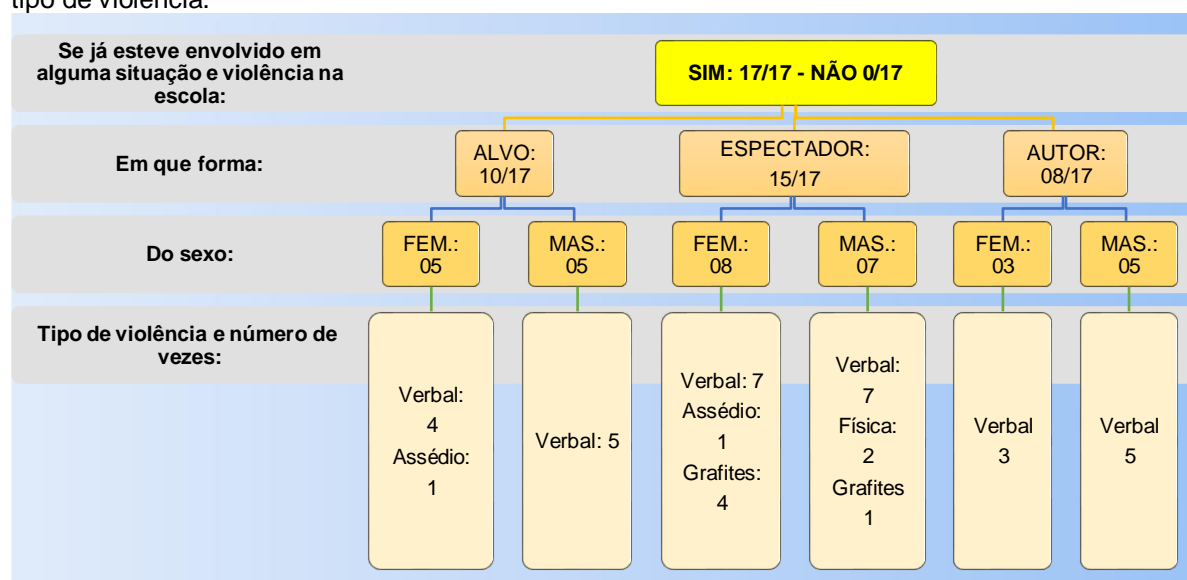 tipo de violência.
Se já esteve envolvido em
alguma situação e violência na
escola:
SIM: 17/17 - NÃO 0/17
Em que forma:
ALVO:
10/17
ESPECTADOR:
15/17
AUTOR:
08/17
Do sexo:
FEM.:
05
MAS.:
05
FEM.:
08
MAS.:
07
FEM.:
03
MAS.:
05
Tipo de violência e número de
vezes:
Verbal:
4
Assédio:
1
Verbal: 5
Verbal: 7
Assédio:
1
Grafites:
4
Verbal:
7
Física:
2
Grafites
1
Verbal
3
Verbal
5